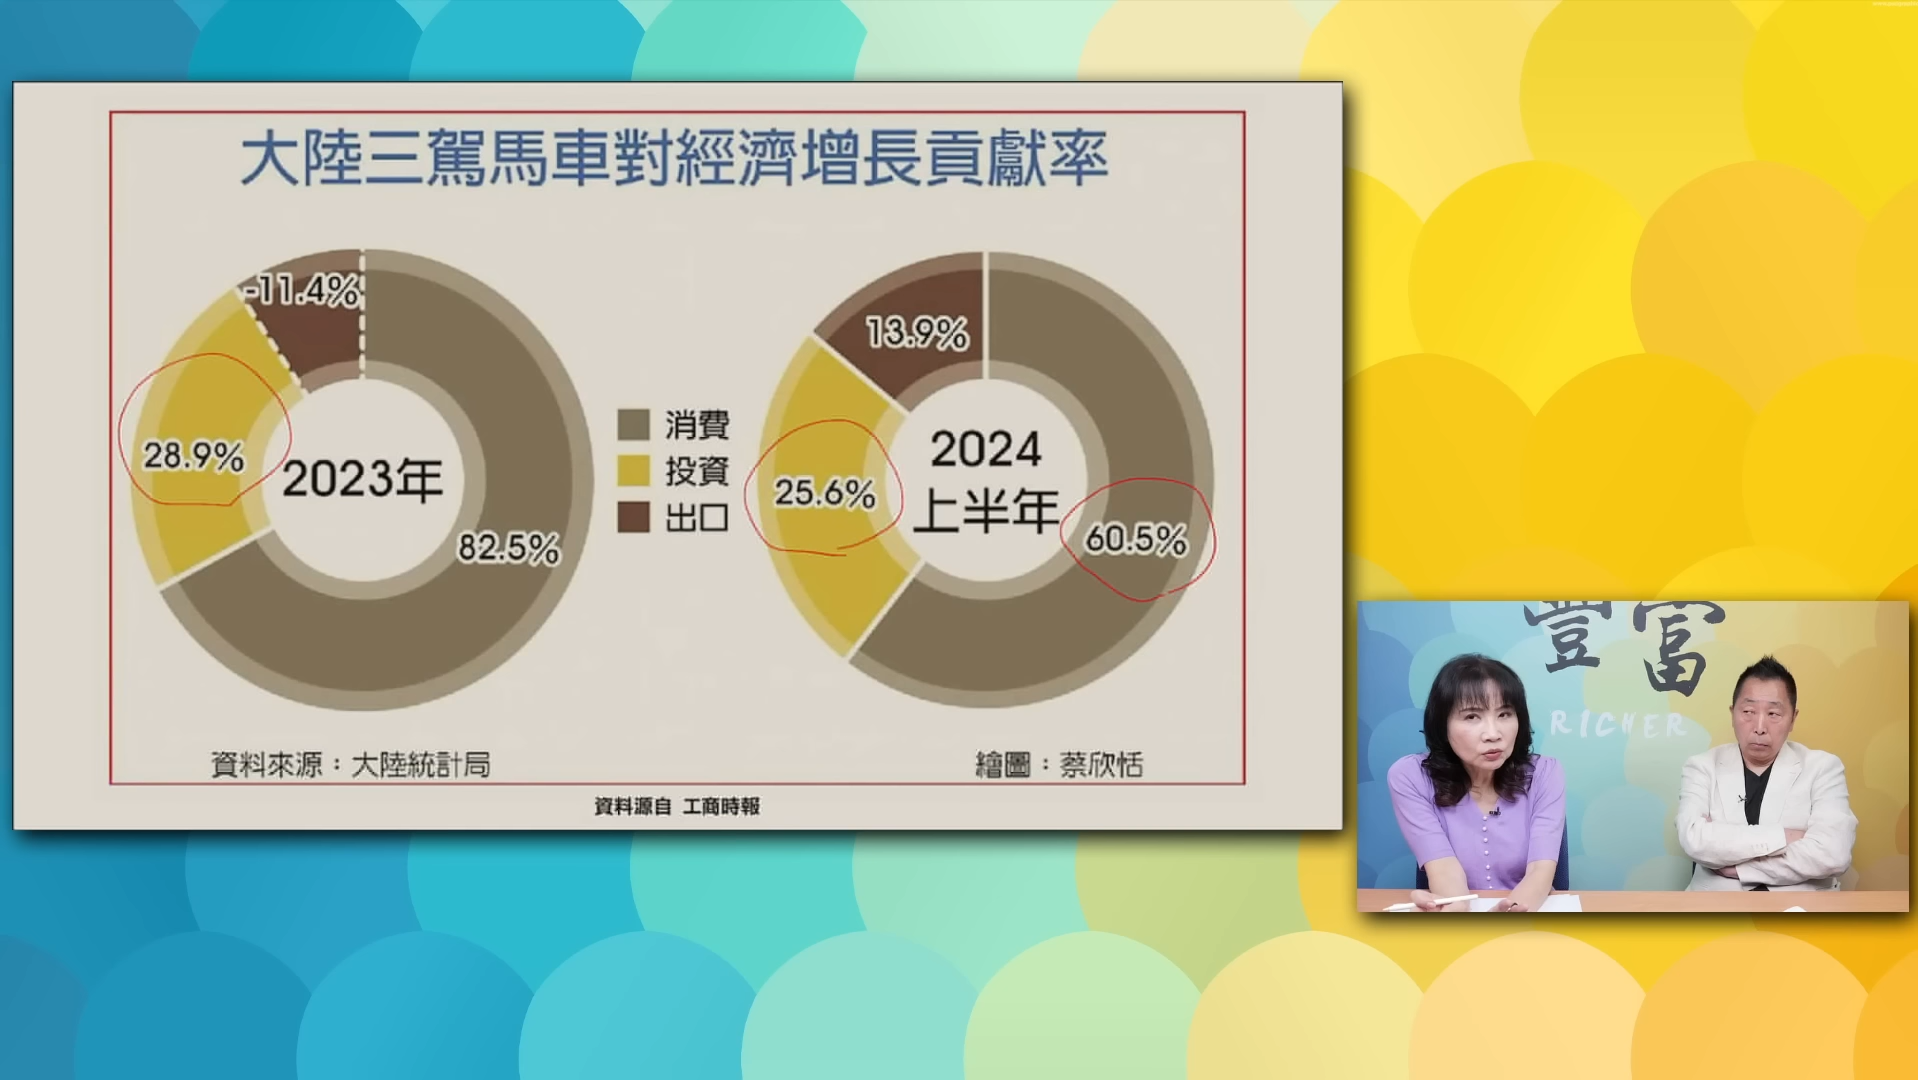 大陸三駕馬車對經濟增長貢獻率
-11.4%
28.9%
2023年
82.5%
消費
投資
出口
13.9%
25.6%
2024
上半年
60.5%
資料來源：大陸統計局
繪圖：蔡欣恬
資料源自 工商時報
豐富
RICHER